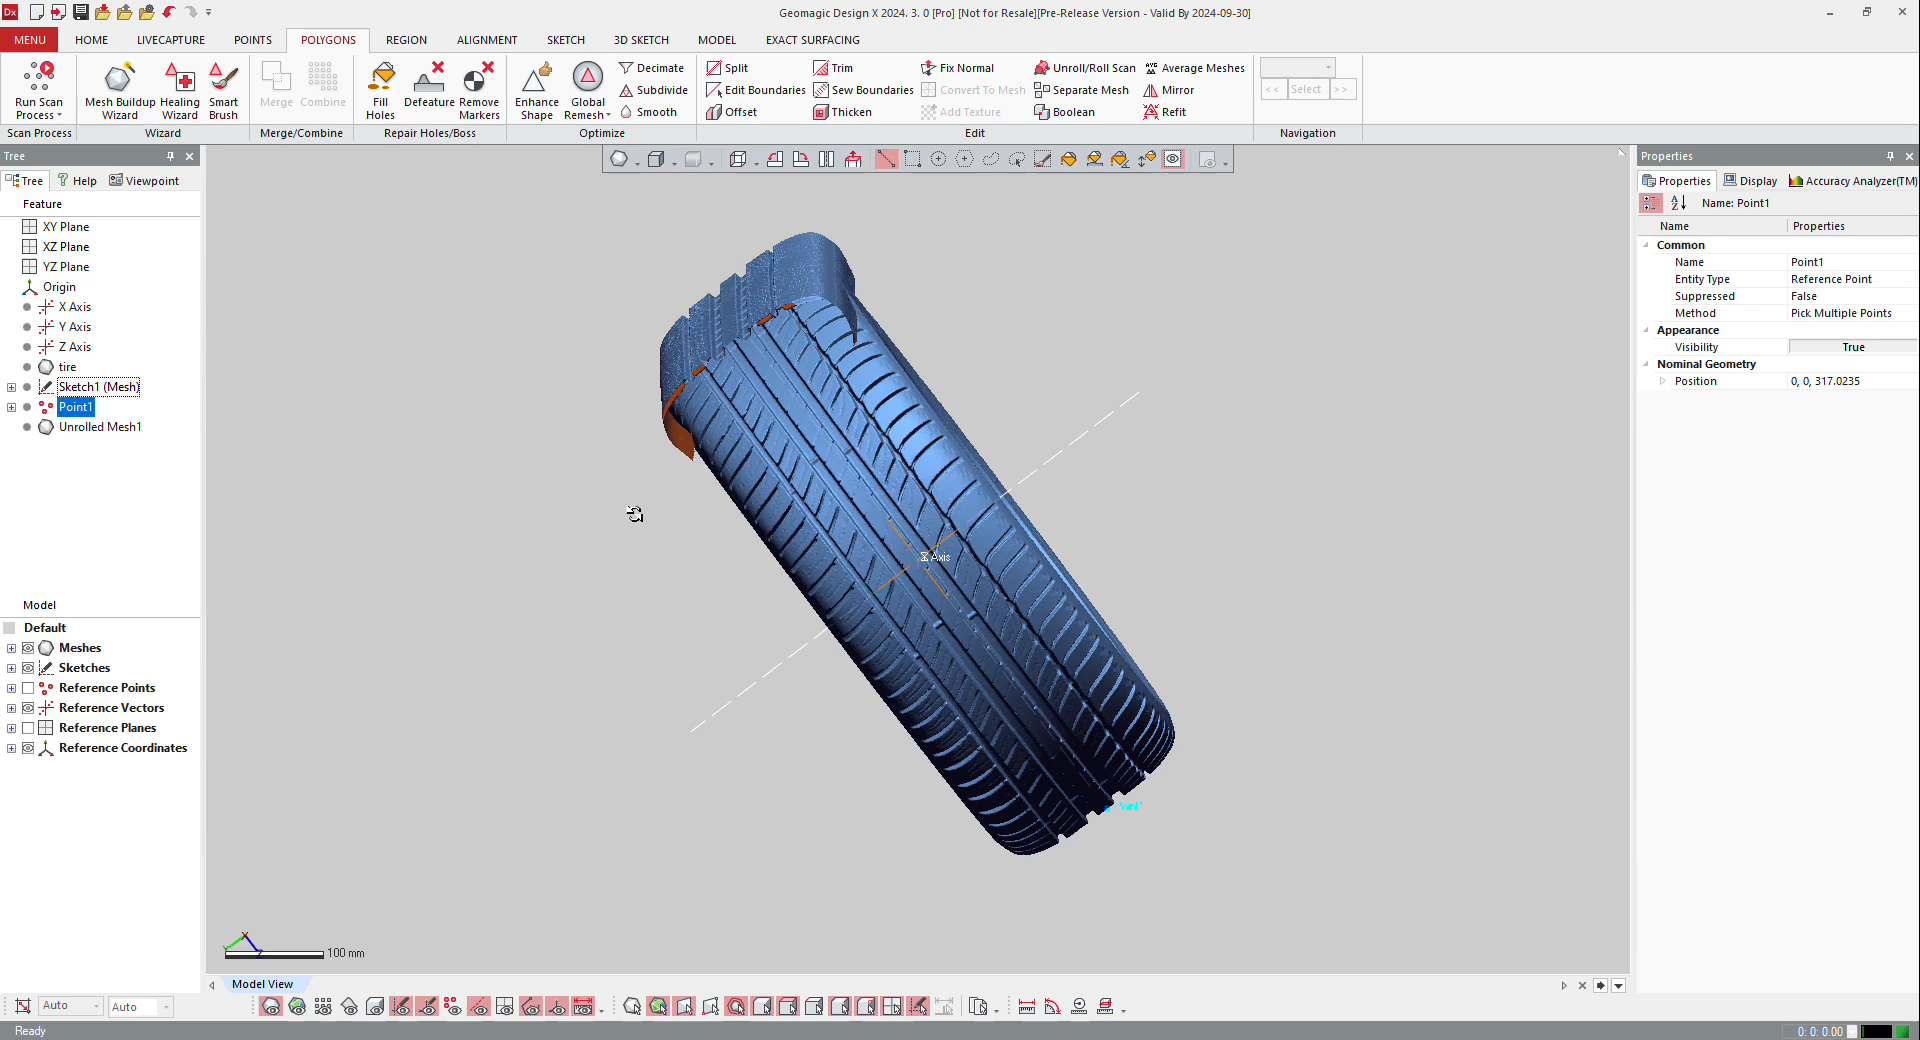 Dx
Geomagic Design X 2024. 3. 0 [Pro] [Not for Resale][Pre-Release Version - Valid By 2024-09-30]
MENU HOME LIVECAPTURE POINTS POLYGONS REGION ALIGNMENT SKETCH 3D SKETCH MODEL EXACT SURFACING
Run Scan Process
Mesh Buildup Wizard
Healing Wizard
Smart Brush
Merge
Combine
Fill Holes
Defeature
Remove Markers
Enhance Shape
Global Remesh
Decimate
Subdivide
Smooth
Split
Edit Boundaries
Offset
Trim
Sew Boundaries
Thicken
Fix Normal
Convert To Mesh
Add Texture
Unroll/Roll Scan
Separate Mesh
Boolean
AVG Average Meshes
Mirror
Refit
<< Select >>
Scan Process Wizard Merge/Combine Repair Holes/Boss Optimize Edit Navigation
Tree
Tree Help Viewpoint
Feature
XY Plane
XZ Plane
YZ Plane
Origin
X Axis
Y Axis
Z Axis
tire
Sketch1 (Mesh)
Point1
Unrolled Mesh1
Model
Default
Meshes
Sketches
Reference Points
Reference Vectors
Reference Planes
Reference Coordinates
100 mm
Model View
Properties
Properties Display Accuracy Analyzer(TM)
Name: Point1
Name Properties
Common
Name Point1
Entity Type Reference Point
Suppressed False
Method Pick Multiple Points
Appearance
Visibility True
Nominal Geometry
Position 0, 0, 317.0235
Auto Auto
Ready
0: 0: 0.00